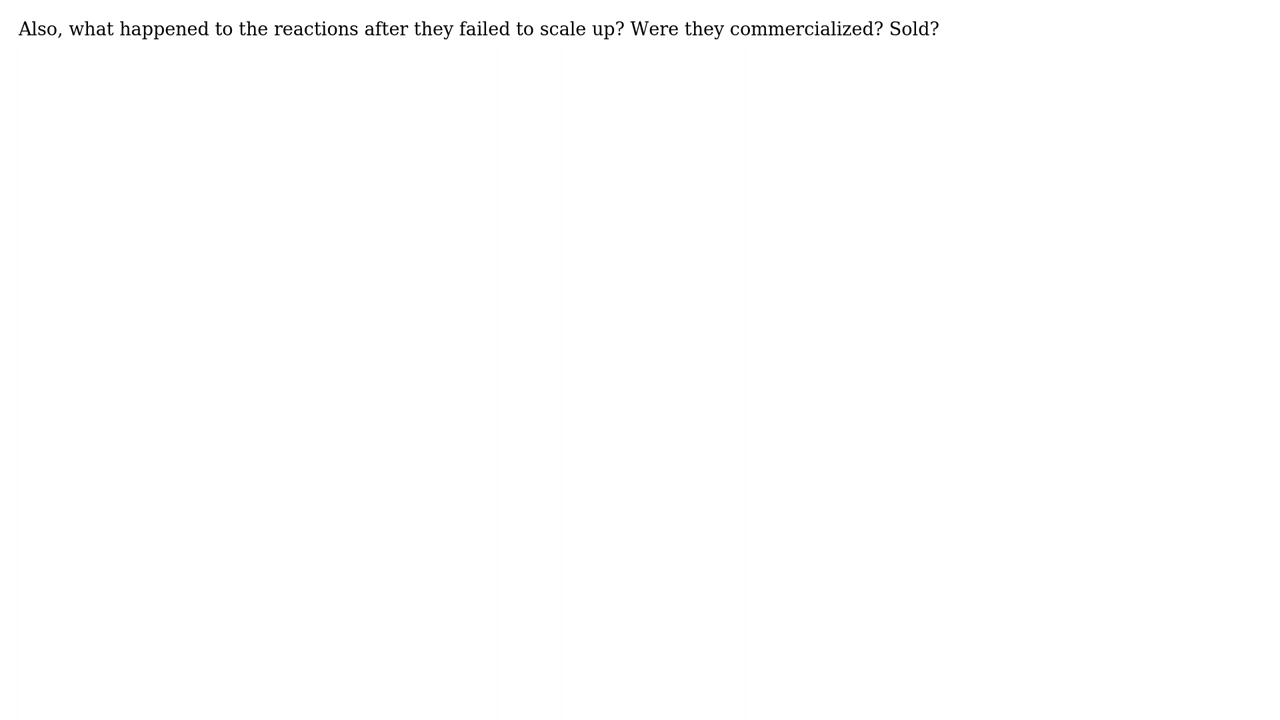 Also, what happened to the reactions after they failed to scale up? Were they commercialized? Sold?